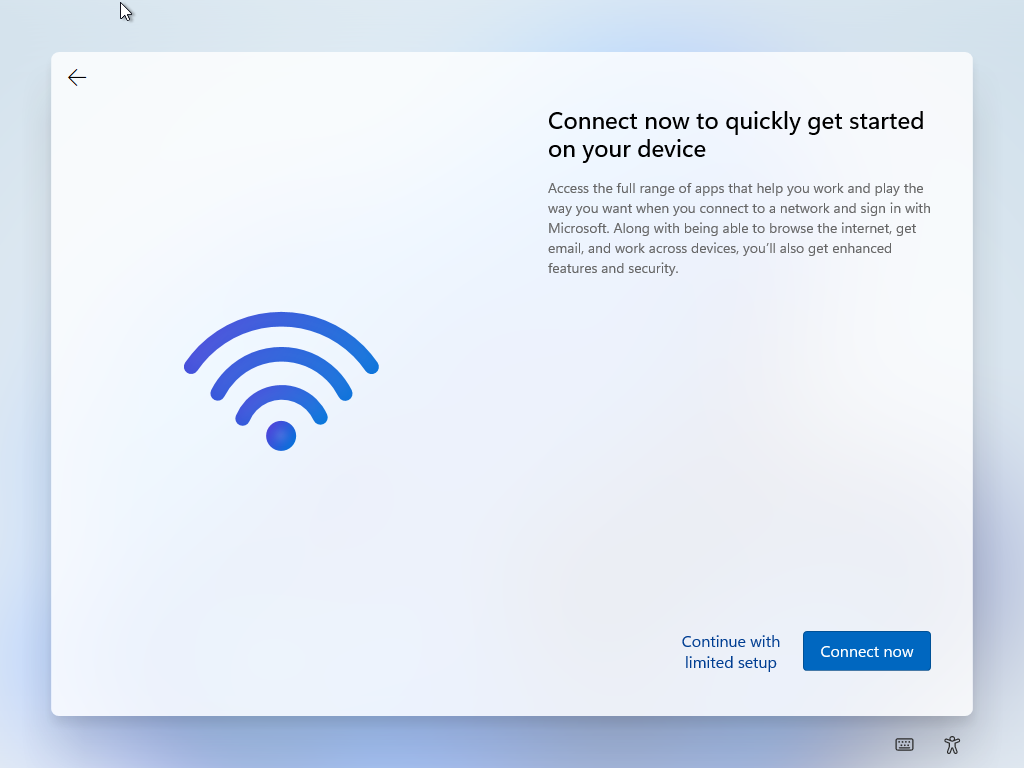 Connect now to quickly get started
on your device
Access the full range of apps that help you work and play the
way you want when you connect to a network and sign in with
Microsoft. Along with being able to browse the internet, get
email, and work across devices, you’ll also get enhanced
features and security.
Continue with
limited setup
Connect now